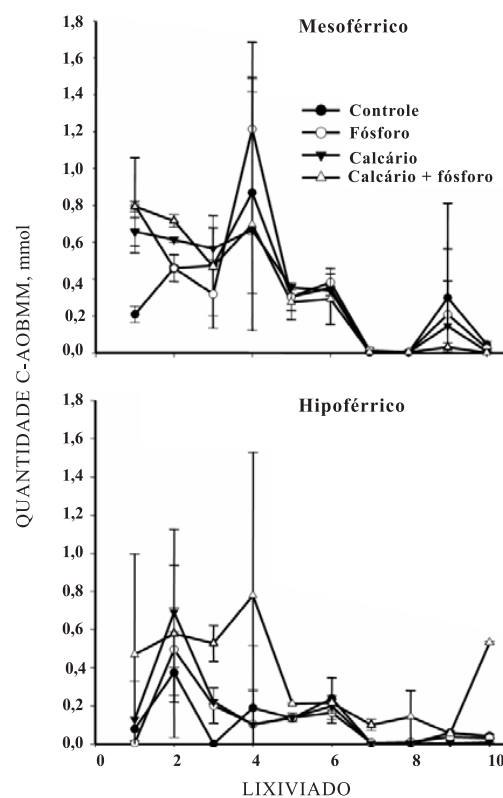 Mesoférrico
1,8
1,6
1,4
1,2
1,0
0,8
0,6
0,4
0,2
0,0
Controle
Fósforo
Calcário
Calcário + fósforo
QUANTIDADE C-AOBMM, mmol
Hipoférrico
1,8
1,6
1,4
1,2
1,0
0,8
0,6
0,4
0,2
0,0
0 2 4 6 8 10
LIXIVIADO